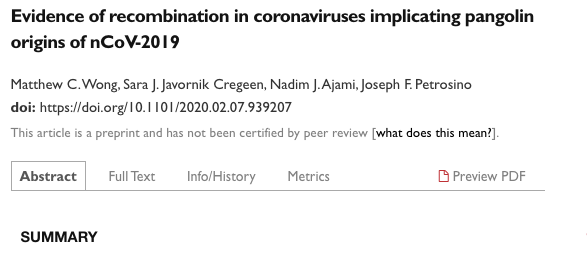 Evidence of recombination in coronaviruses implicating pangolin
origins of nCoV-2019
Matthew C. Wong, Sara J. Javornik Cregeen, Nadim J. Ajami, Joseph F. Petrosino
doi: https://doi.org/10.1101/2020.02.07.939207
This article is a preprint and has not been certified by peer review [what does this mean?].
Abstract Full Text Info/History Metrics Preview PDF
SUMMARY